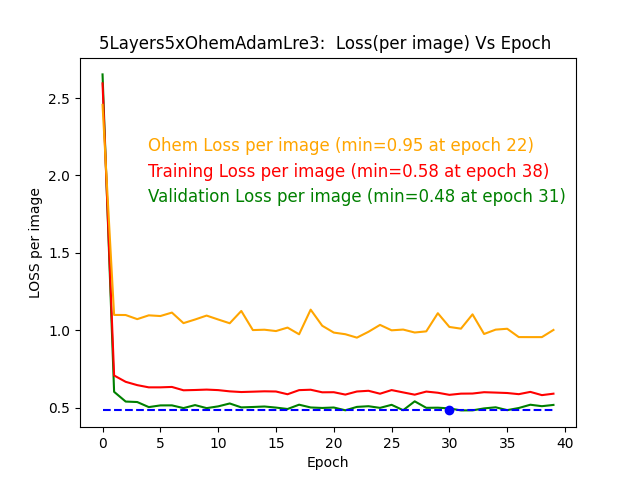 5Layers5xOhemAdamLre3:  Loss(per image) Vs Epoch
2.5
2.0
1.5
1.0
0.5
LOSS per image
Ohem Loss per image (min=0.95 at epoch 22)
Training Loss per image (min=0.58 at epoch 38)
Validation Loss per image (min=0.48 at epoch 31)
0 5 10 15 20 25 30 35 40
Epoch